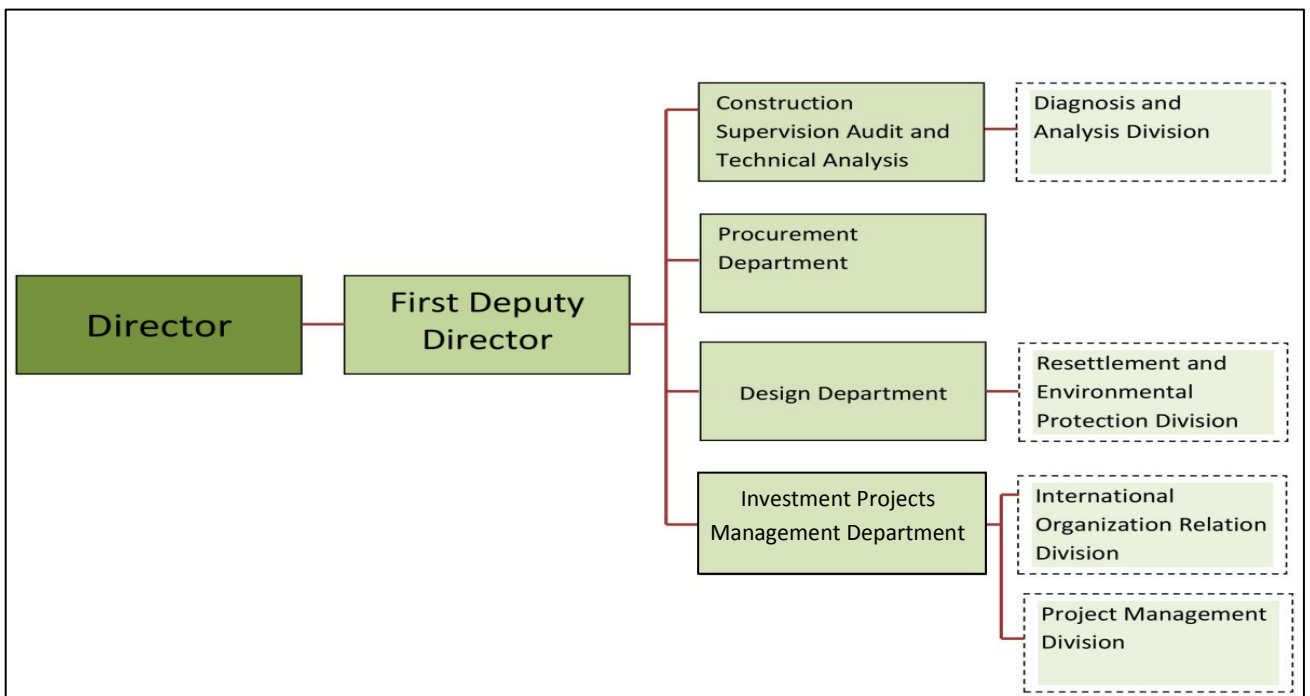 Director
First Deputy
Director
Construction
Supervision Audit and
Technical Analysis
Diagnosis and
Analysis Division
Procurement
Department
Design Department
Resettlement and
Environmental
Protection Division
Investment Projects
Management Department
International
Organization Relation
Division
Project Management
Division